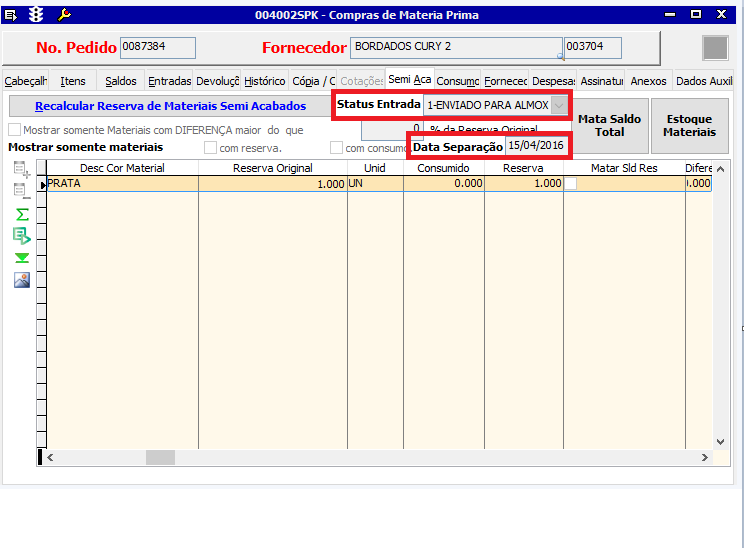 004002SPK - Compras de Materia Prima
No. Pedido 0087384 Fornecedor BORDADOS CURY 2 003704
Cabeçalh Itens Saldos Entradas Devoluçõ Histórico Cópia / C Cotações Semi Aca Consumo Fornecec Despesas Assinatur Anexos Dados Auxil
Recalcular Reserva de Materiais Semi Acabados Status Entrada 1-ENVIADO PARA ALMOX
Mata Saldo Total
Estoque Materiais
Mostrar somente Materiais com DIFERENÇA maior do que 0 % da Reserva Original
Mostrar somente materiais com reserva. com consumo Data Separação 15/04/2016
Desc Cor Material Reserva Original Unid Consumido Reserva Matar Sld Res Difere
PRATA 1.000 UN 0.000 1.000 0.000